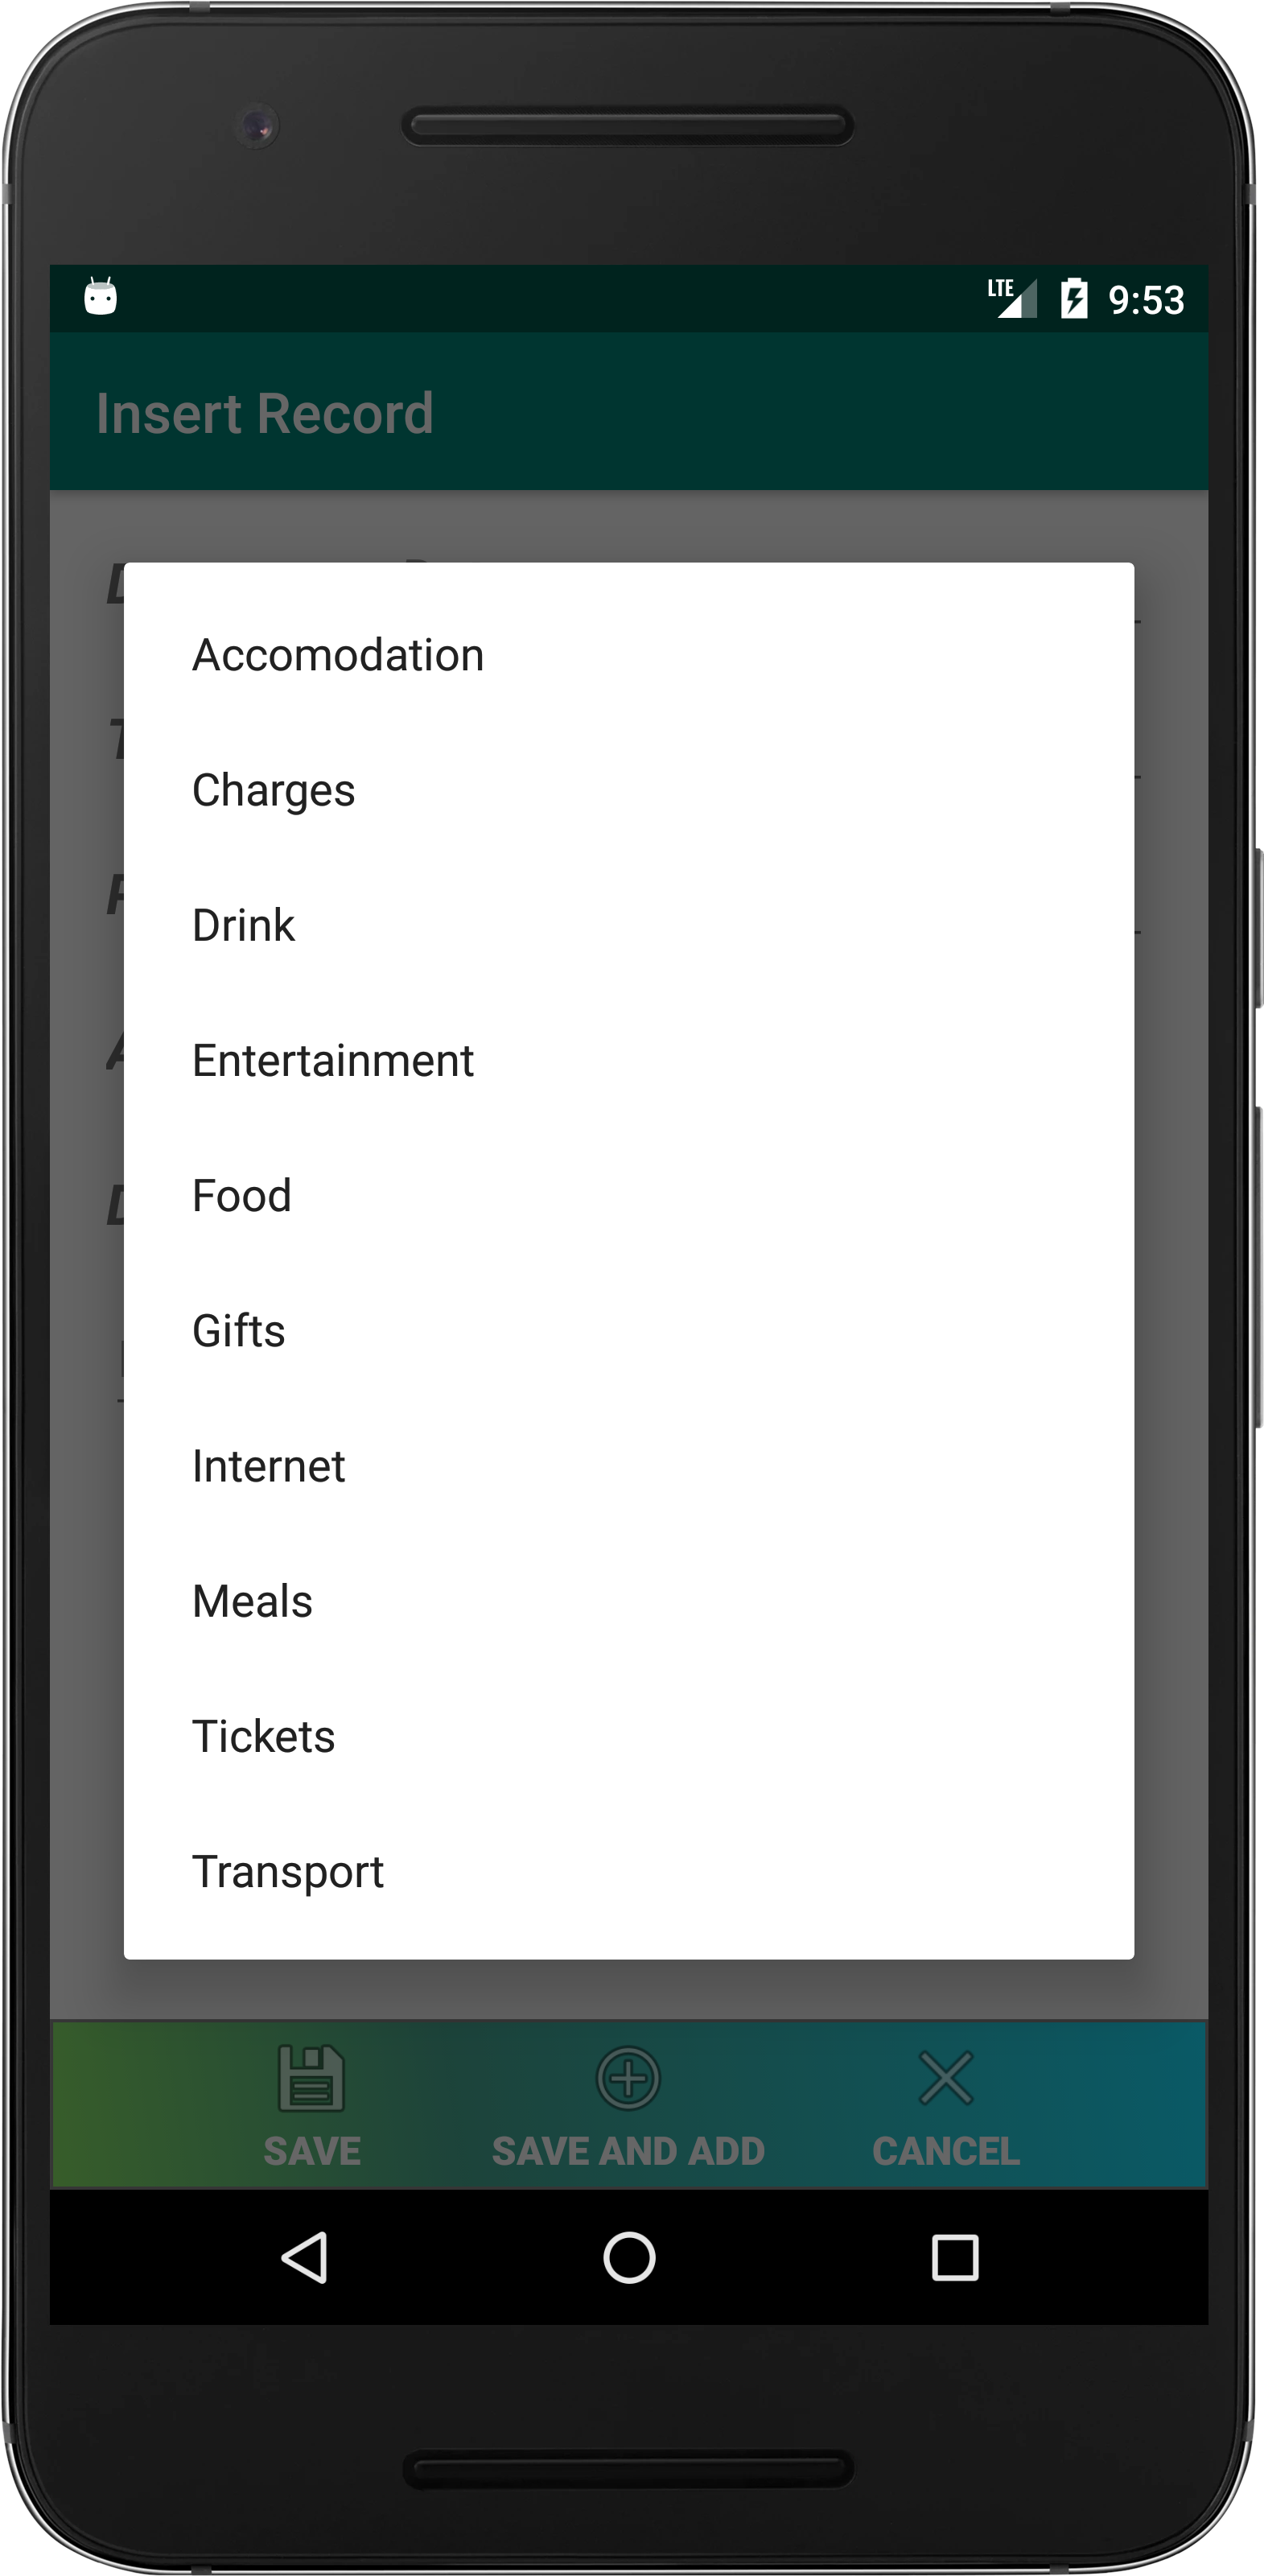 LTE 9:53
Insert Record
Accomodation
Charges
Drink
Entertainment
Food
Gifts
Internet
Meals
Tickets
Transport
SAVE SAVE AND ADD CANCEL